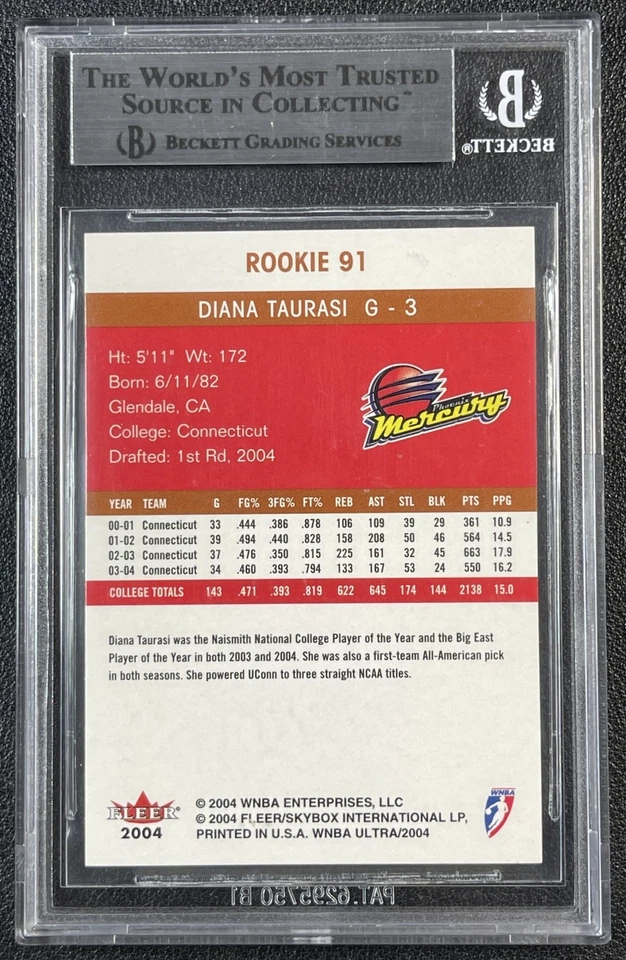 THE WORLD'S MOST TRUSTED
SOURCE IN COLLECTING™
(B) BECKETT GRADING SERVICES
B
BECKETT®
ROOKIE 91
DIANA TAURASI G - 3
Ht: 5'11" Wt: 172
Born: 6/11/82
Glendale, CA
College: Connecticut
Drafted: 1st Rd, 2004
Phoenix
Mercury
YEAR TEAM G FG% 3FG% FT% REB AST STL BLK PTS PPG
00-01 Connecticut 33 .444 .386 .878 106 109 39 29 361 10.9
01-02 Connecticut 39 .494 .440 .828 158 208 50 46 564 14.5
02-03 Connecticut 37 .476 .350 .815 225 161 32 45 663 17.9
03-04 Connecticut 34 .460 .393 .794 133 167 53 24 550 16.2
COLLEGE TOTALS 143 .471 .393 .819 622 645 174 144 2138 15.0
Diana Taurasi was the Naismith National College Player of the Year and the Big East
Player of the Year in both 2003 and 2004. She was also a first-team All-American pick
in both seasons. She powered UConn to three straight NCAA titles.
FLEER
2004
© 2004 WNBA ENTERPRISES, LLC
© 2004 FLEER/SKYBOX INTERNATIONAL LP,
PRINTED IN U.S.A. WNBA ULTRA/2004
WNBA
PAT. 6295750 B1